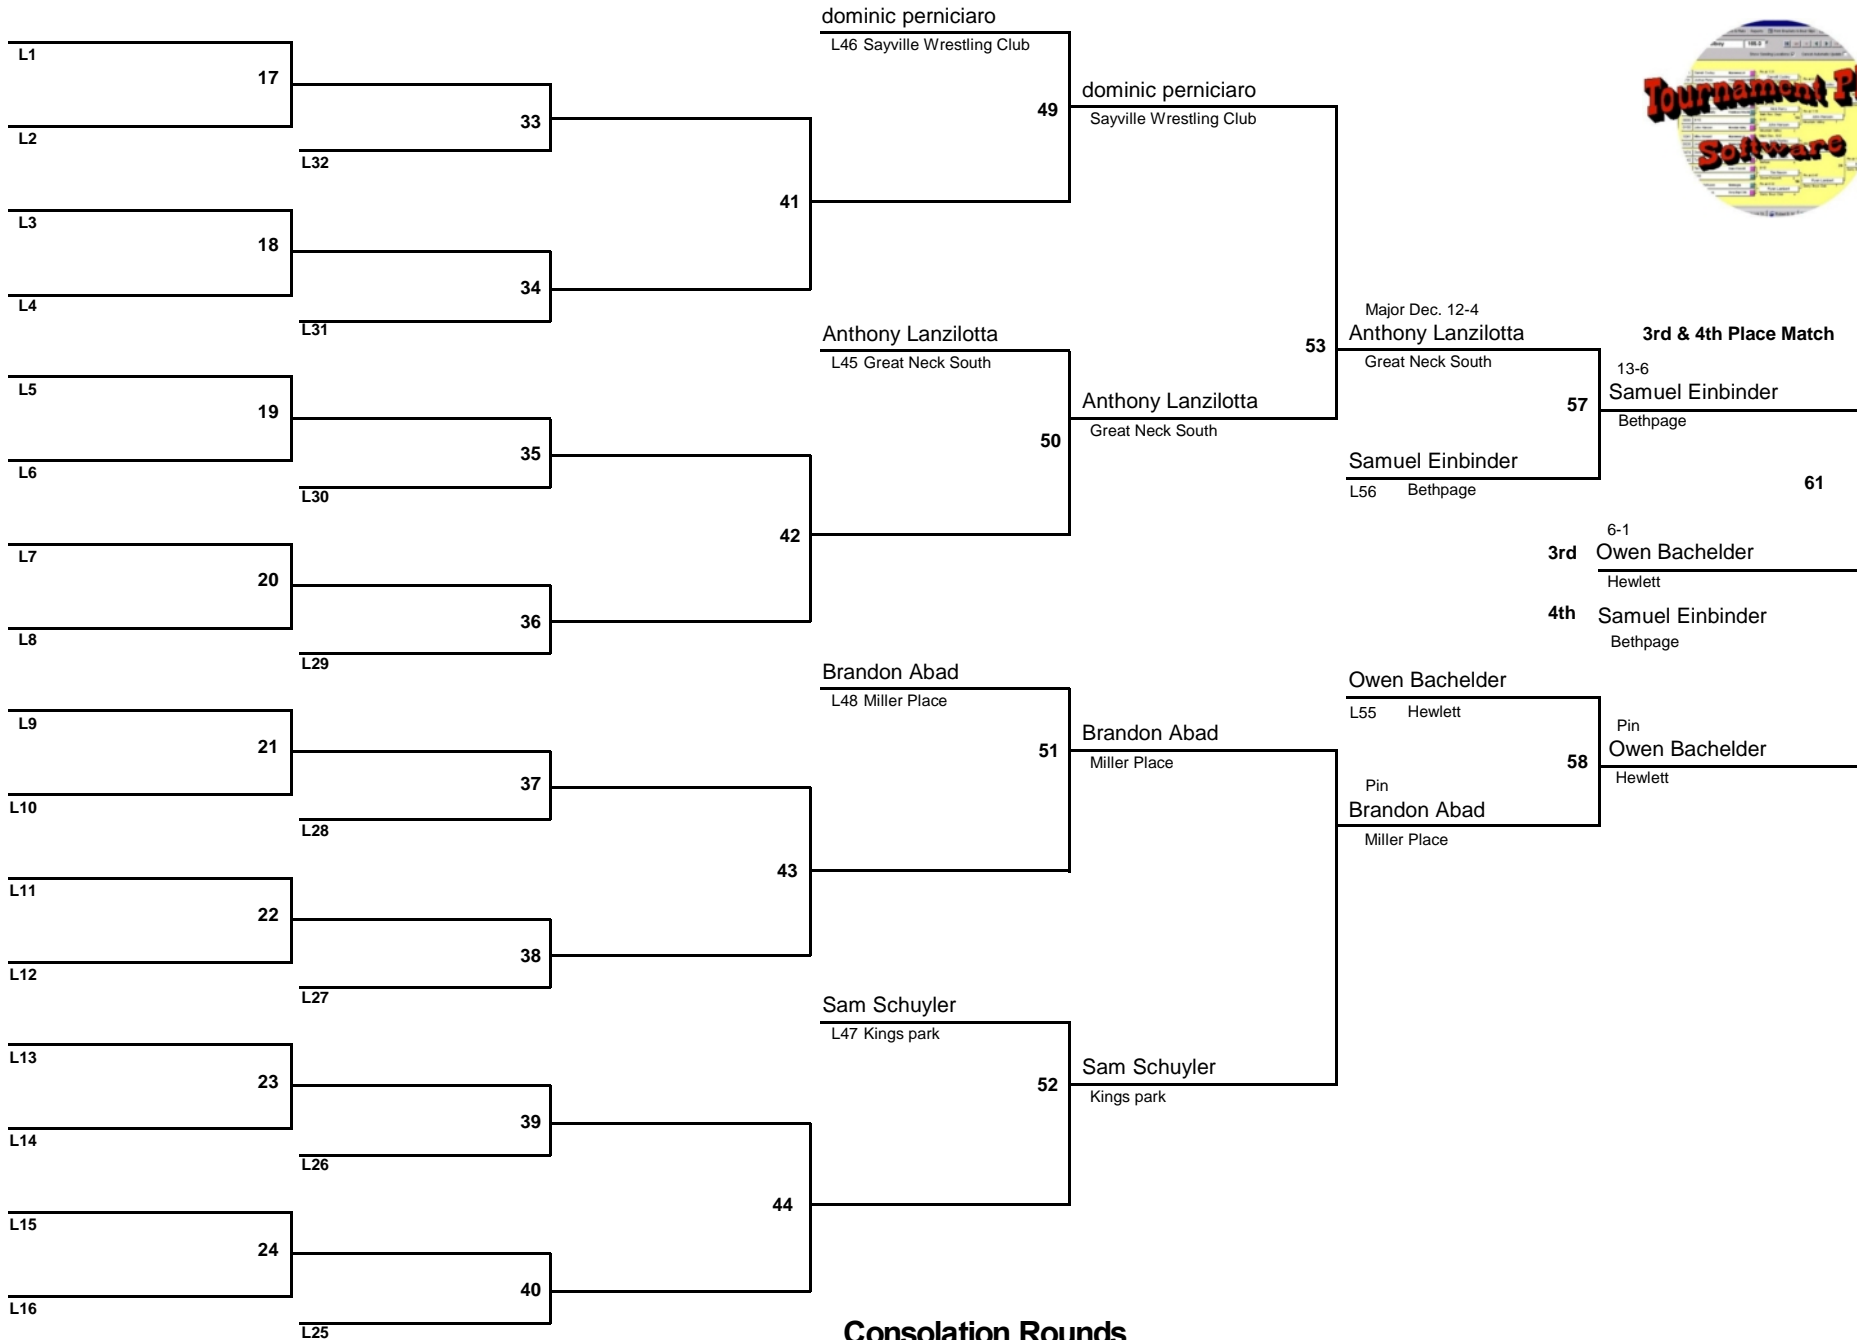 dominic perniciaro
L46 Sayville Wrestling Club
L1
17
L2
33
L32
dominic perniciaro
49
Sayville Wrestling Club
L3
18
L4
34
L31
41
Tournament P
Software
Anthony Lanzilotta
L45 Great Neck South
53
Major Dec. 12-4
Anthony Lanzilotta
Great Neck South
3rd & 4th Place Match
L5
19
L6
35
L30
Anthony Lanzilotta
Great Neck South
50
57
13-6
Samuel Einbinder
Bethpage
Samuel Einbinder
L56 Bethpage
61
L7
20
L8
36
L29
42
6-1
3rd Owen Bachelder
Hewlett
4th Samuel Einbinder
Bethpage
Brandon Abad
L48 Miller Place
Owen Bachelder
L55 Hewlett
L9
21
L10
37
L28
51
Brandon Abad
Miller Place
58
Pin
Owen Bachelder
Hewlett
Pin
Brandon Abad
Miller Place
L11
22
L12
38
L27
43
Sam Schuyler
L47 Kings park
L13
23
L14
39
L26
52
Sam Schuyler
Kings park
L15
24
L16
40
L25
44
Consolation Rounds